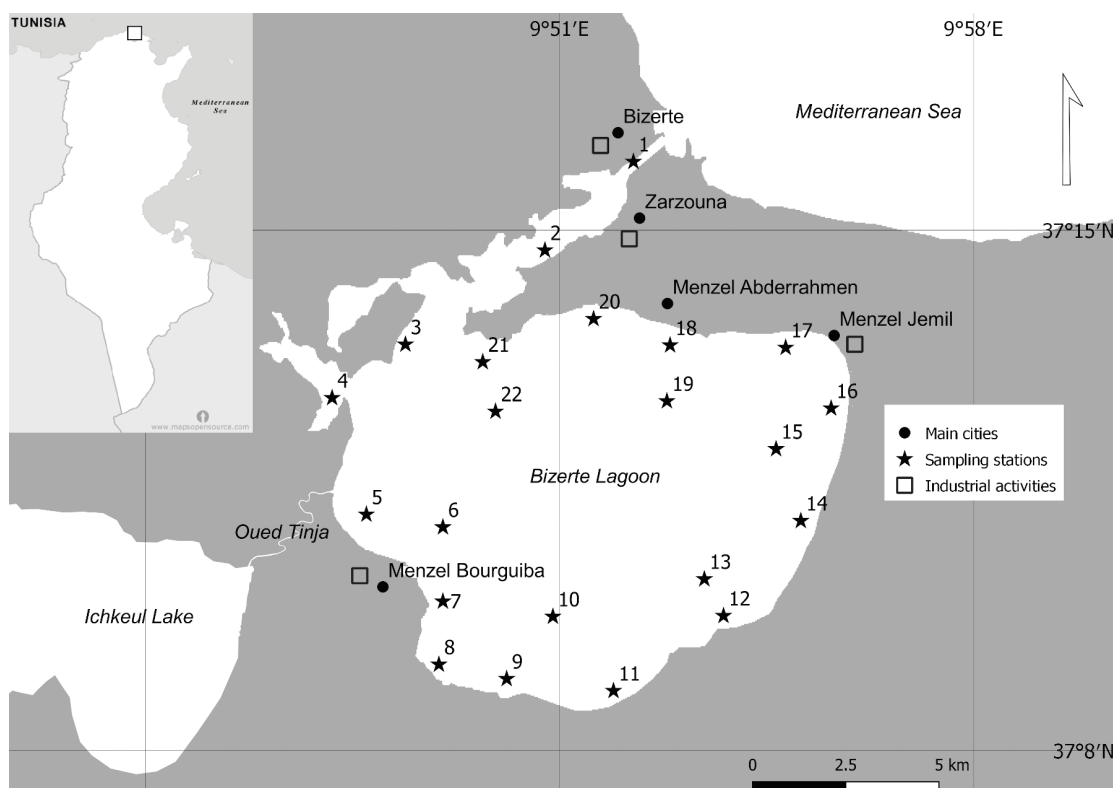 TUNISIA
Mediterranean
Sea
www.mapsopensource.com
9°51′E
9°58′E
Mediterranean Sea
Bizerte
1
Zarzouna
37°15′N
2
Menzel Abderrahmen
20
Menzel Jemil
3
18
17
21
4
22
19
16
15
Main cities
Sampling stations
Industrial activities
Bizerte Lagoon
5
6
14
Oued Tinja
Menzel Bourguiba
13
7
10
12
Ichkeul Lake
8
9
11
37°8′N
0
2.5
5 km